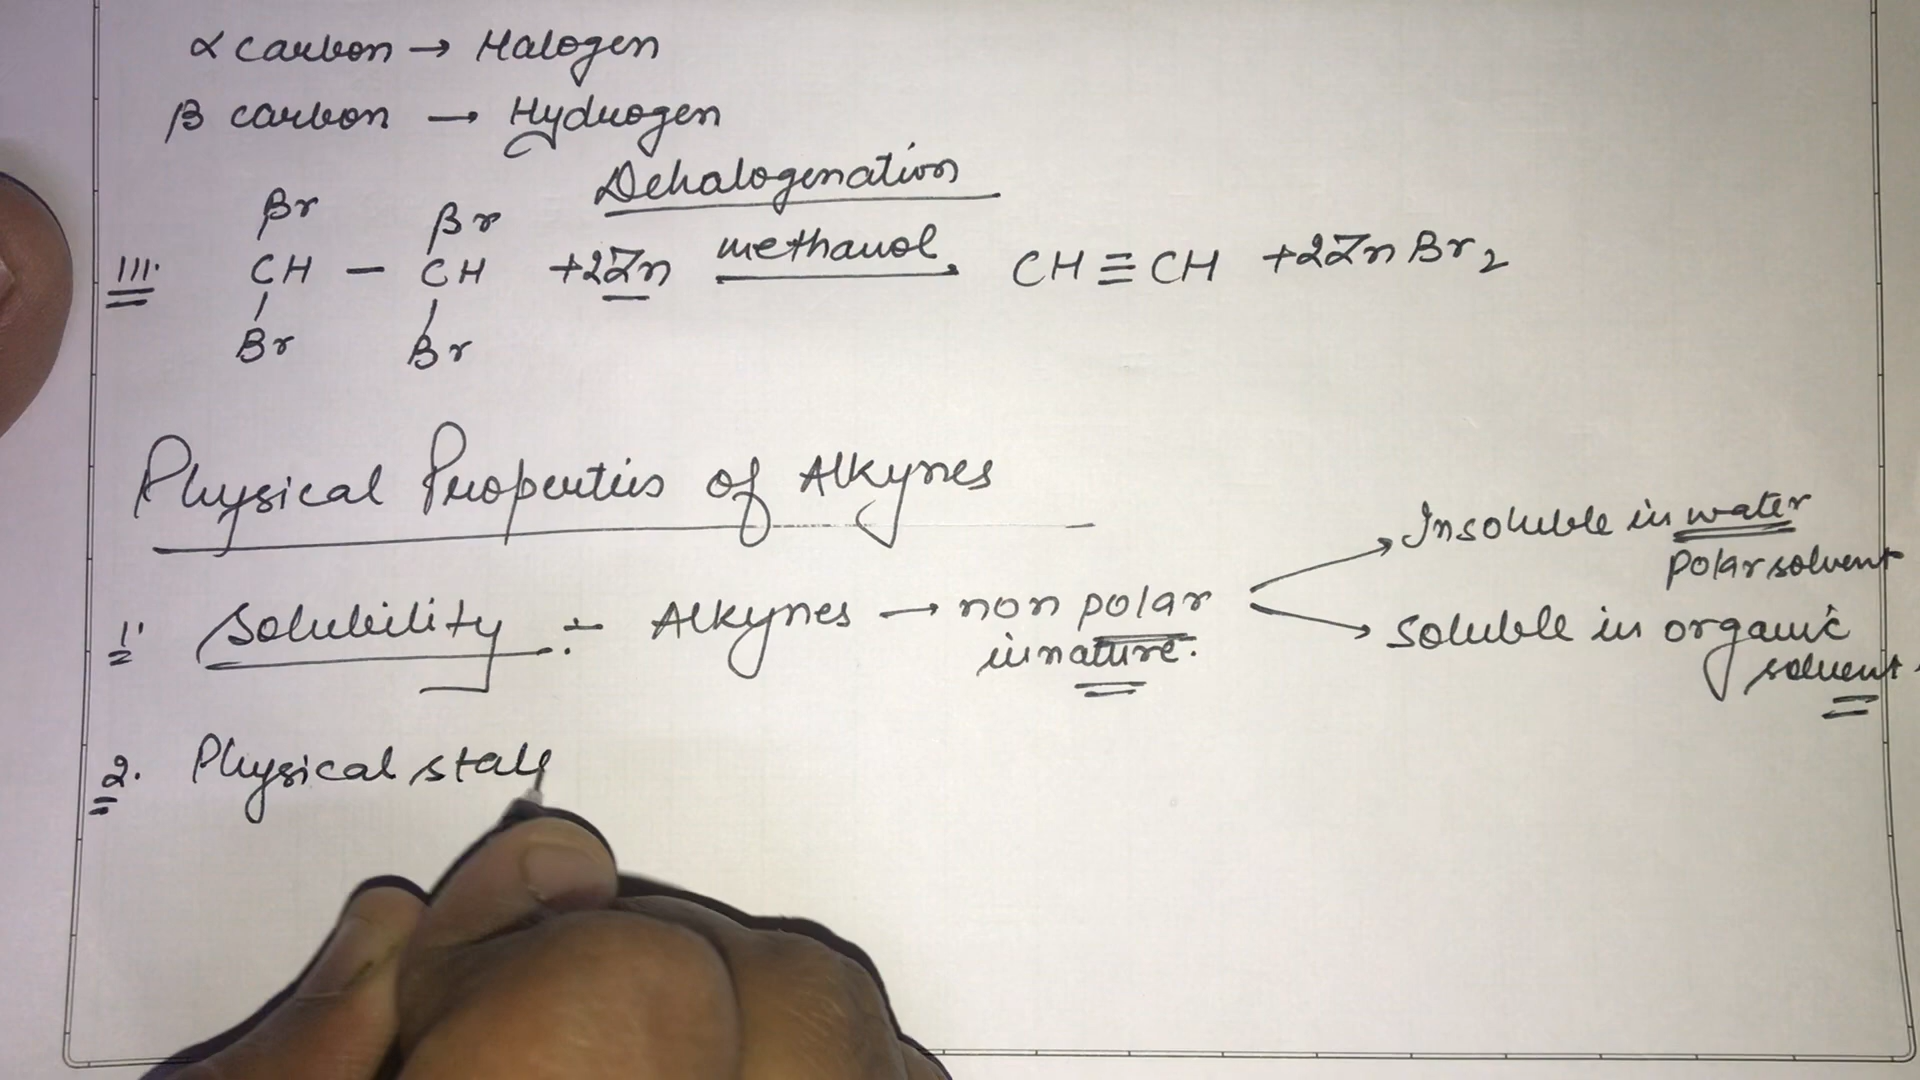 α carbon → Halogen
β carbon → Hydrogen
Dehalogenation
Br Br
III. CH — CH +2Zn methanol → CH ≡ CH +2ZnBr2
Br Br
Physical Properties of Alkynes
1. Solubility :- Alkynes → non polar
in nature.
Insoluble in water
polar solvent
Soluble in organic
solvent.
2. Physical state